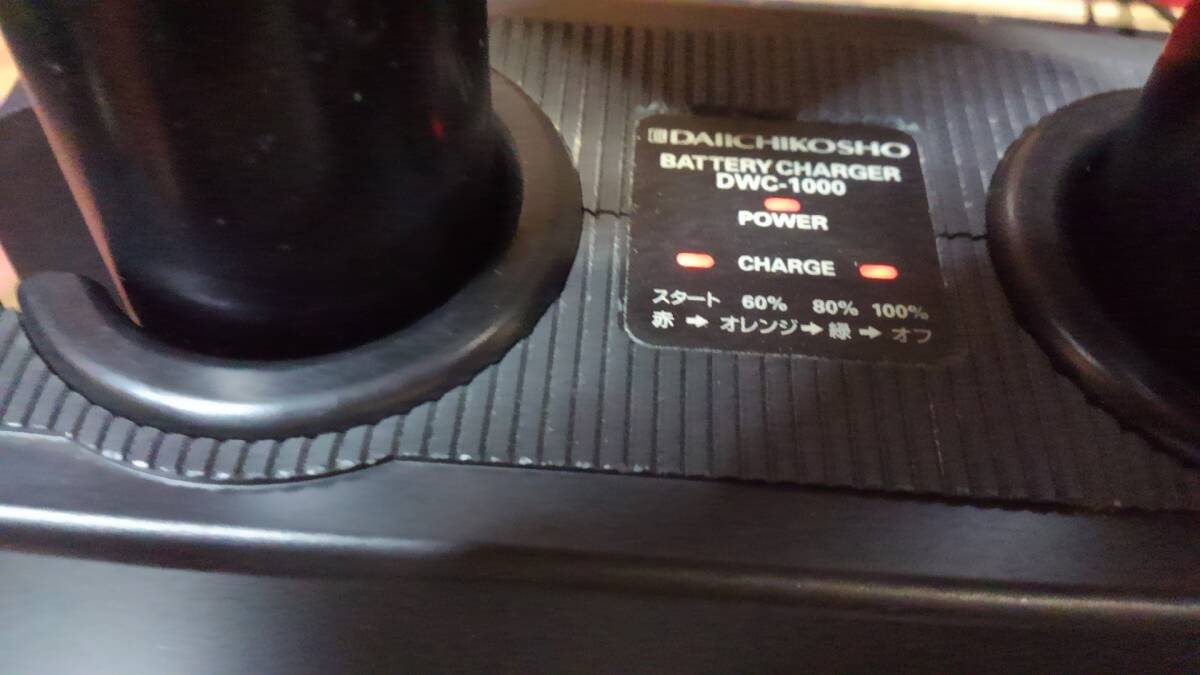 DAIICHIKOSHO
BATTERY CHARGER
DWC-1000
POWER
CHARGE
スタート 60% 80% 100%
赤 ➡ オレンジ ➡ 緑 ➡ オフ